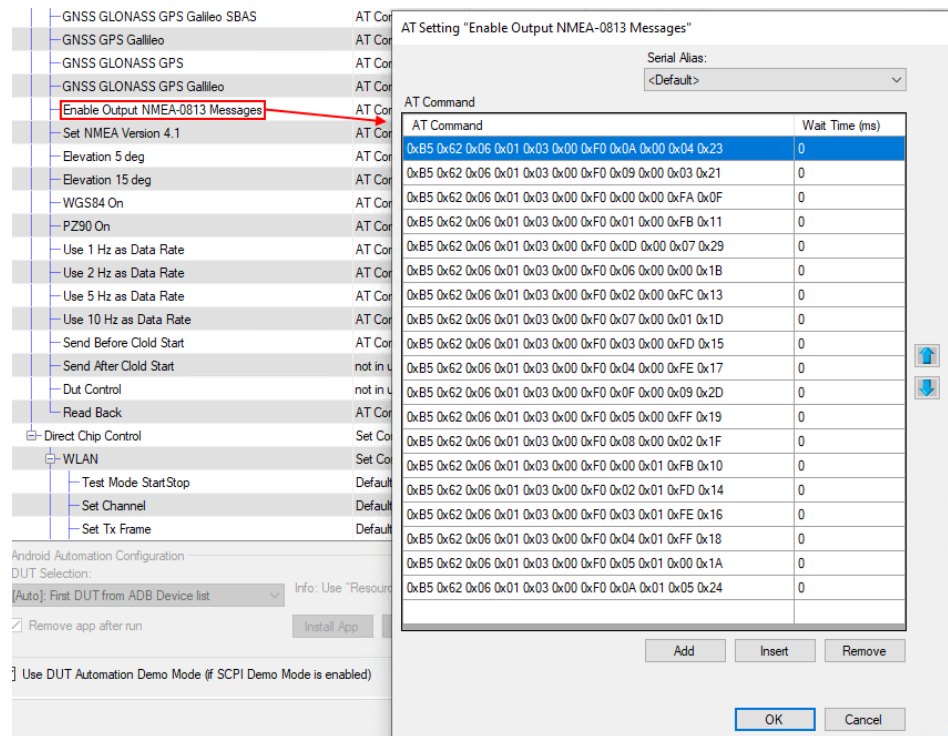 GNSS GLONASS GPS Galileo SBAS AT Cor
GNSS GPS Gallileo AT Cor
GNSS GLONASS GPS AT Cor
GNSS GLONASS GPS Gallileo AT Cor
Enable Output NMEA-0813 Messages AT Cor
Set NMEA Version 4.1 AT Cor
Elevation 5 deg AT Cor
Elevation 15 deg AT Cor
WGS84 On AT Cor
PZ90 On AT Cor
Use 1 Hz as Data Rate AT Cor
Use 2 Hz as Data Rate AT Cor
Use 5 Hz as Data Rate AT Cor
Use 10 Hz as Data Rate AT Cor
Send Before Clold Start AT Cor
Send After Clold Start not in u
Dut Control not in u
Read Back AT Cor
Direct Chip Control Set Co
WLAN Set Co
Test Mode StartStop Default
Set Channel Default
Set Tx Frame Default
Android Automation Configuration
DUT Selection:
[Auto]: First DUT from ADB Device list Info: Use "Resourc
Remove app after run Install App
Use DUT Automation Demo Mode (if SCPI Demo Mode is enabled)
AT Setting "Enable Output NMEA-0813 Messages"
Serial Alias:
<Default>
AT Command
AT Command Wait Time (ms)
0xB5 0x62 0x06 0x01 0x03 0x00 0xF0 0x0A 0x00 0x04 0x23 0
0xB5 0x62 0x06 0x01 0x03 0x00 0xF0 0x09 0x00 0x03 0x21 0
0xB5 0x62 0x06 0x01 0x03 0x00 0xF0 0x00 0x00 0xFA 0x0F 0
0xB5 0x62 0x06 0x01 0x03 0x00 0xF0 0x01 0x00 0xFB 0x11 0
0xB5 0x62 0x06 0x01 0x03 0x00 0xF0 0x0D 0x00 0x07 0x29 0
0xB5 0x62 0x06 0x01 0x03 0x00 0xF0 0x06 0x00 0x00 0x1B 0
0xB5 0x62 0x06 0x01 0x03 0x00 0xF0 0x02 0x00 0xFC 0x13 0
0xB5 0x62 0x06 0x01 0x03 0x00 0xF0 0x07 0x00 0x01 0x1D 0
0xB5 0x62 0x06 0x01 0x03 0x00 0xF0 0x03 0x00 0xFD 0x15 0
0xB5 0x62 0x06 0x01 0x03 0x00 0xF0 0x04 0x00 0xFE 0x17 0
0xB5 0x62 0x06 0x01 0x03 0x00 0xF0 0x0F 0x00 0x09 0x2D 0
0xB5 0x62 0x06 0x01 0x03 0x00 0xF0 0x05 0x00 0xFF 0x19 0
0xB5 0x62 0x06 0x01 0x03 0x00 0xF0 0x08 0x00 0x02 0x1F 0
0xB5 0x62 0x06 0x01 0x03 0x00 0xF0 0x00 0x01 0xFB 0x10 0
0xB5 0x62 0x06 0x01 0x03 0x00 0xF0 0x02 0x01 0xFD 0x14 0
0xB5 0x62 0x06 0x01 0x03 0x00 0xF0 0x03 0x01 0xFE 0x16 0
0xB5 0x62 0x06 0x01 0x03 0x00 0xF0 0x04 0x01 0xFF 0x18 0
0xB5 0x62 0x06 0x01 0x03 0x00 0xF0 0x05 0x01 0x00 0x1A 0
0xB5 0x62 0x06 0x01 0x03 0x00 0xF0 0x0A 0x01 0x05 0x24 0
Add Insert Remove
OK Cancel